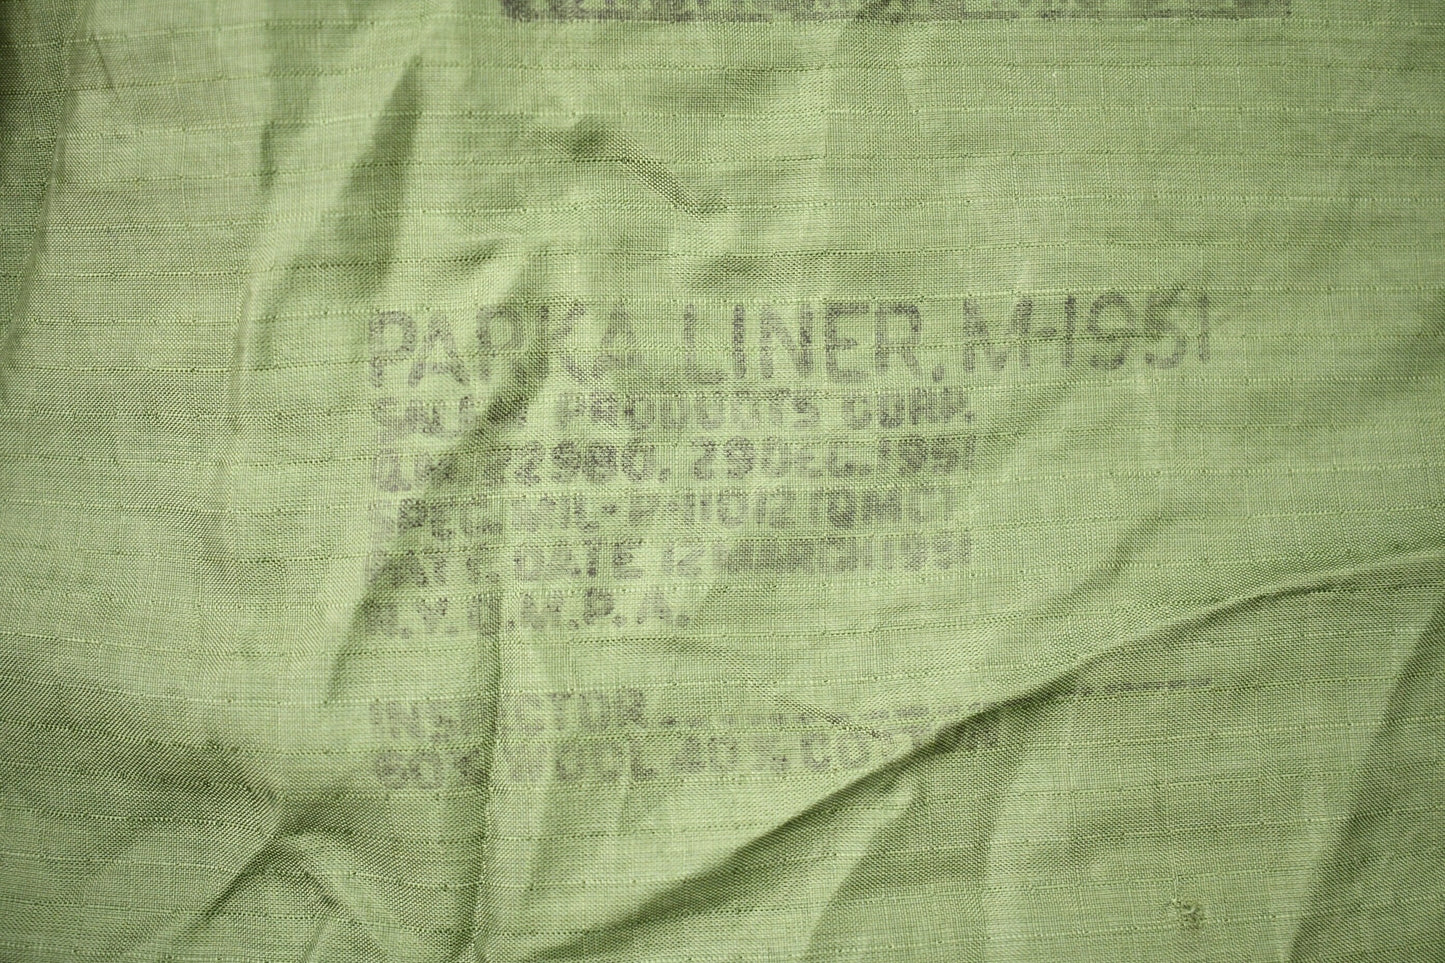 PARKA LINER, M-1951
PRODUCTS CORP.
29 DEC. 1951
SPEC. MIL-P-11012 (QMC)
DATE 12 MARCH 1951
N.Y.Q.M.P.A.
INSPECTOR
60% WOOL 40% COTTON